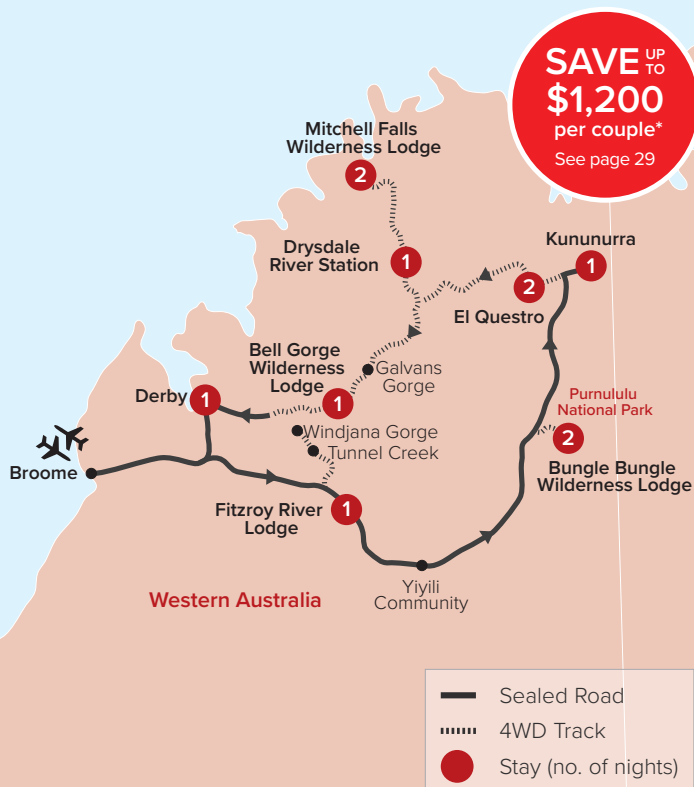 SAVE UP TO
$1,200
per couple*
See page 29
Mitchell Falls
Wilderness Lodge
2
Drysdale
River Station
1
Kununurra
1
2
El Questro
Bell Gorge
Wilderness
Lodge
1
Galvans
Gorge
Derby
1
Purnululu
National Park
2
Bungle Bungle
Wilderness Lodge
Windjana Gorge
Tunnel Creek
Broome
Fitzroy River
Lodge
1
Yiyili
Community
Western Australia
Sealed Road
4WD Track
Stay (no. of nights)